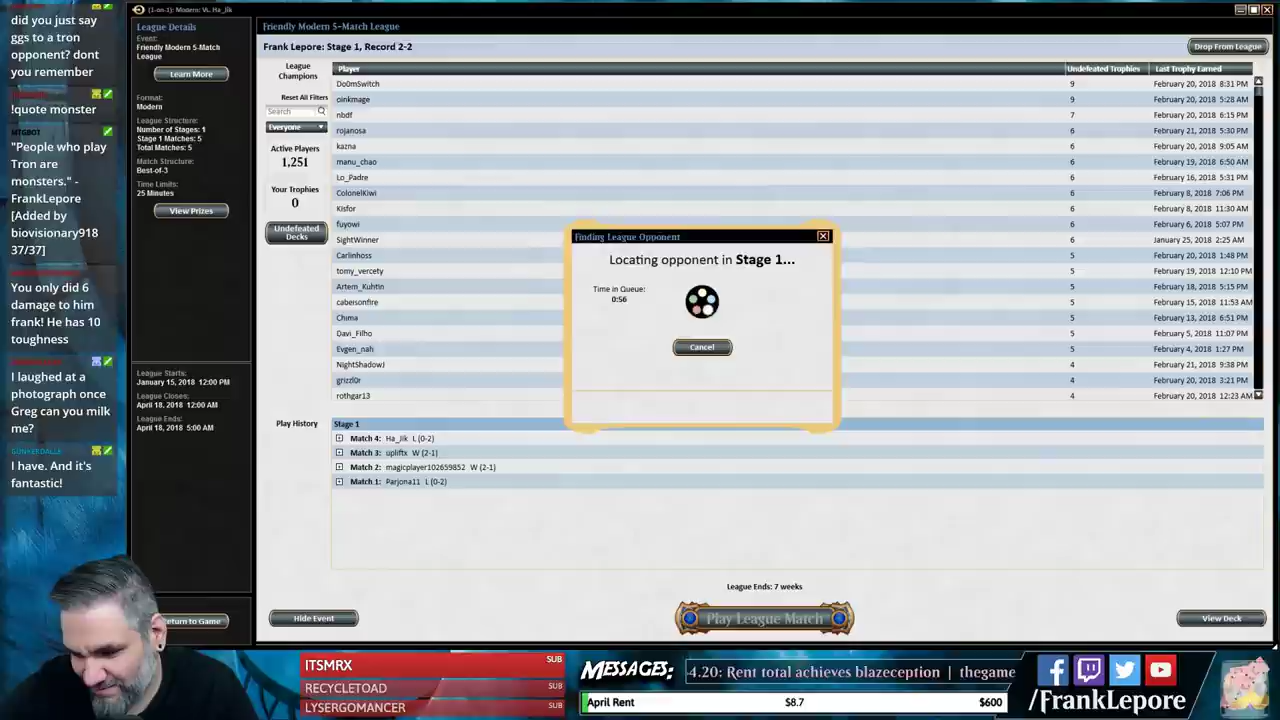 did you just say
ggs to a tron
opponent? dont
you remember
!quote monster
MTGBOT
"People who play
Tron are
monsters." -
FrankLepore
[Added by
bovisionary918
37/37]
You only did 6
damage to him
frank! He has 10
toughness
I laughed at a
photograph once
Greg can you milk
me?
GUNKERDALLE
I have. And it's
fantastic!
(1-on-1): Modern: Vs. Ha_Jik
League Details
Event:
Friendly Modern 5-Match
League
Learn More
Format:
Modern
League Structure:
Number of Stages: 1
Stage 1 Matches: 5
Total Matches: 5
Match Structure:
Best-of-3
Time Limits:
25 Minutes
View Prizes
League Starts:
January 15, 2018 12:00 PM
League Closes:
April 18, 2018 12:00 AM
League Ends:
April 18, 2018 5:00 AM
Return to Game
Friendly Modern 5-Match League
Frank Lepore: Stage 1, Record 2-2
Drop From League
League
Champions
Reset All Filters
Search
Everyone
Active Players
1,251
Your Trophies
0
Undefeated
Decks
Player Undefeated Trophies Last Trophy Earned
Do0mSwitch 9 February 20, 2018 8:31 PM
oinkmage 9 February 20, 2018 5:28 AM
nbdf 7 February 20, 2018 6:15 PM
rojanosa 6 February 21, 2018 5:30 PM
kazna 6 February 20, 2018 9:05 AM
manu_chao 6 February 19, 2018 6:50 AM
Lo_Padre 6 February 16, 2018 5:31 PM
ColonelKiwi 6 February 8, 2018 7:06 PM
Kisfor 6 February 8, 2018 11:30 AM
fuyowi 6 February 6, 2018 5:07 PM
SightWinner 6 January 25, 2018 2:25 AM
Carlinhoss 5 February 20, 2018 1:48 PM
tomy_vercety 5 February 19, 2018 12:10 PM
Artem_Kuhtin 5 February 18, 2018 5:15 PM
cabersonfire 5 February 15, 2018 11:53 AM
Chima 5 February 13, 2018 6:51 PM
Davi_Filho 5 February 5, 2018 11:07 PM
Evgen_nah 5 February 4, 2018 1:27 PM
NightShadowJ 4 February 21, 2018 9:38 PM
grizzl0r 4 February 20, 2018 3:21 PM
rothgar13 4 February 20, 2018 12:23 AM
Finding League Opponent
Locating opponent in Stage 1...
Time in Queue:
0:56
Cancel
Play History
Stage 1
Match 4: Ha_Jik L (0-2)
Match 3: upliftx W (2-1)
Match 2: magicplayer102659852 W (2-1)
Match 1: Parjona11 L (0-2)
League Ends: 7 weeks
Hide Event
Play League Match
View Deck
ITSMRX SUB
RECYCLETOAD SUB
LYSERGOMANCER SUB
MESSAGES:
4.20: Rent total achieves blazeception | thegame
April Rent $8.7 $600
/FrankLepore